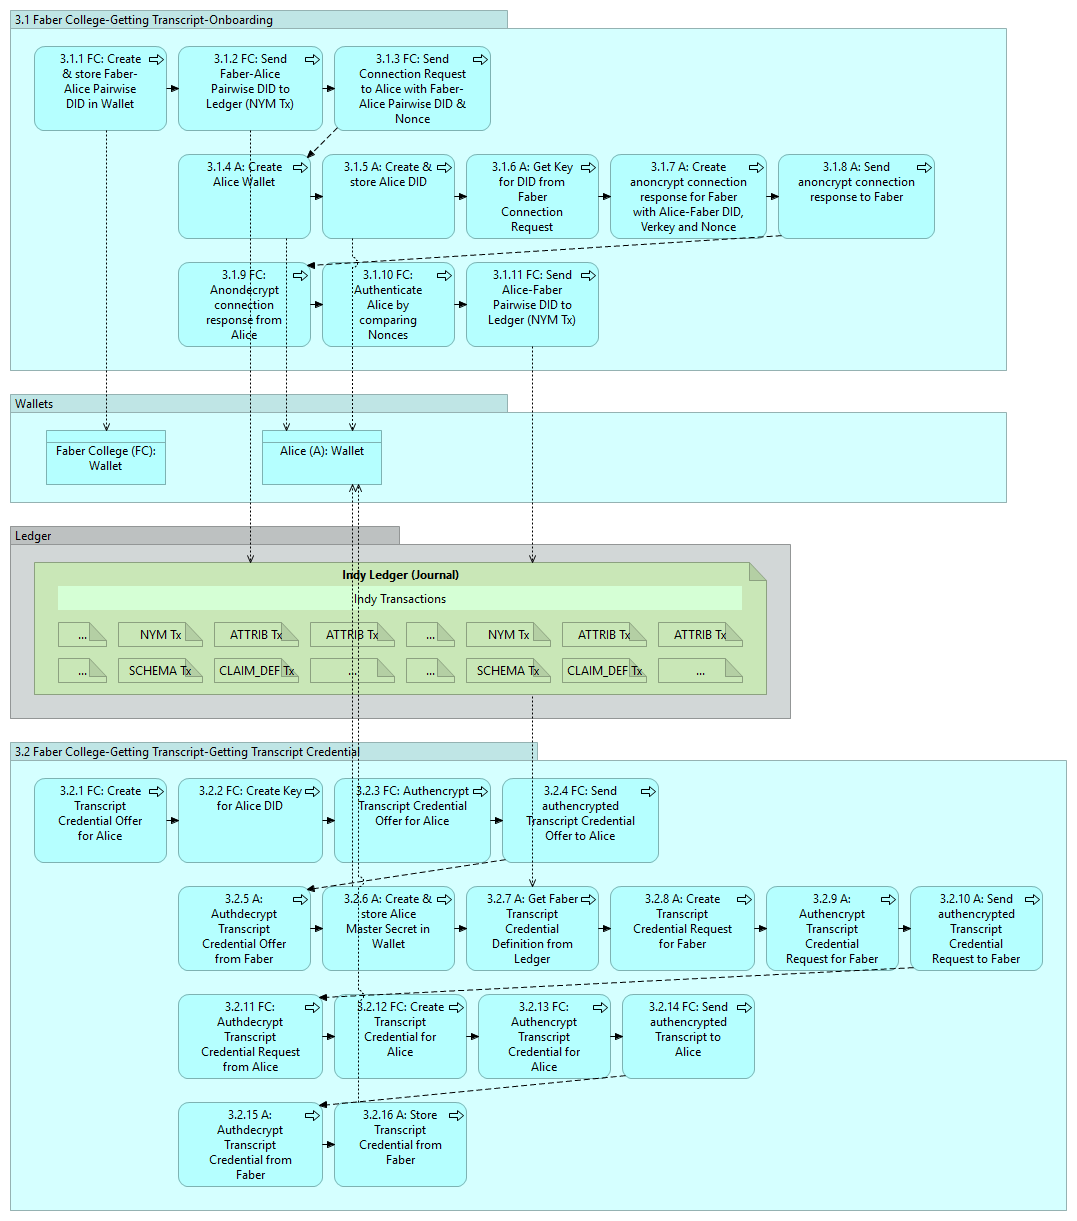 3.1 Faber College-Getting Transcript-Onboarding
3.1.1 FC: Create
& store Faber-
Alice Pairwise
DID in Wallet
3.1.2 FC: Send
Faber-Alice
Pairwise DID to
Ledger (NYM Tx)
3.1.3 FC: Send
Connection Request
to Alice with Faber-
Alice Pairwise DID &
Nonce
3.1.4 A: Create
Alice Wallet
3.1.5 A: Create &
store Alice DID
3.1.6 A: Get Key
for DID from
Faber
Connection
Request
3.1.7 A: Create
anoncrypt connection
response for Faber
with Alice-Faber DID,
Verkey and Nonce
3.1.8 A: Send
anoncrypt connection
response to Faber
3.1.9 FC:
Anondecrypt
connection
response from
Alice
3.1.10 FC:
Authenticate
Alice by
comparing
Nonces
3.1.11 FC: Send
Alice-Faber
Pairwise DID to
Ledger (NYM Tx)
Wallets
Faber College (FC):
Wallet
Alice (A): Wallet
Ledger
Indy Ledger (Journal)
Indy Transactions
...
NYM Tx
ATTRIB Tx
ATTRIB Tx
...
NYM Tx
ATTRIB Tx
ATTRIB Tx
...
SCHEMA Tx
CLAIM_DEF Tx
...
...
SCHEMA Tx
CLAIM_DEF Tx
...
3.2 Faber College-Getting Transcript-Getting Transcript Credential
3.2.1 FC: Create
Transcript
Credential Offer
for Alice
3.2.2 FC: Create Key
for Alice DID
3.2.3 FC: Authencrypt
Transcript Credential
Offer for Alice
3.2.4 FC: Send
authencrypted
Transcript Credential
Offer to Alice
3.2.5 A:
Authdecrypt
Transcript
Credential Offer
from Faber
3.2.6 A: Create &
store Alice
Master Secret in
Wallet
3.2.7 A: Get Faber
Transcript
Credential
Definition from
Ledger
3.2.8 A: Create
Transcript
Credential Request
for Faber
3.2.9 A:
Authencrypt
Transcript
Credential
Request for Faber
3.2.10 A: Send
authencrypted
Transcript
Credential
Request to Faber
3.2.11 FC:
Authdecrypt
Transcript
Credential Request
from Alice
3.2.12 FC: Create
Transcript
Credential for
Alice
3.2.13 FC:
Authencrypt
Transcript
Credential for
Alice
3.2.14 FC: Send
authencrypted
Transcript to
Alice
3.2.15 A:
Authdecrypt
Transcript
Credential from
Faber
3.2.16 A: Store
Transcript
Credential from
Faber